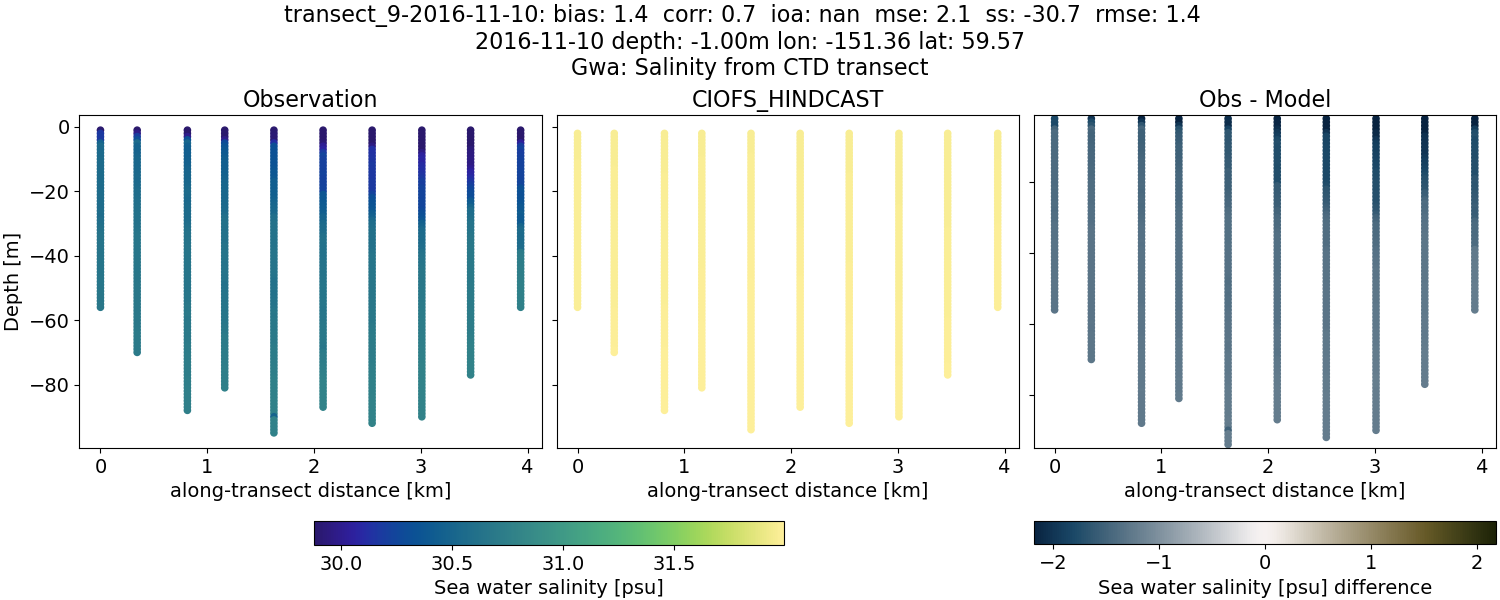 transect_9-2016-11-10: bias: 1.4  corr: 0.7  ioa: nan  mse: 2.1  ss: -30.7  rmse: 1.4
2016-11-10 depth: -1.00m lon: -151.36 lat: 59.57
Gwa: Salinity from CTD transect
Observation
CIOFS_HINDCAST
Obs - Model
Depth [m]
0
−20
−40
−60
−80
0 1 2 3 4
0 1 2 3 4
0 1 2 3 4
along-transect distance [km]
along-transect distance [km]
along-transect distance [km]
30.0 30.5 31.0 31.5
Sea water salinity [psu]
−2 −1 0 1 2
Sea water salinity [psu] difference